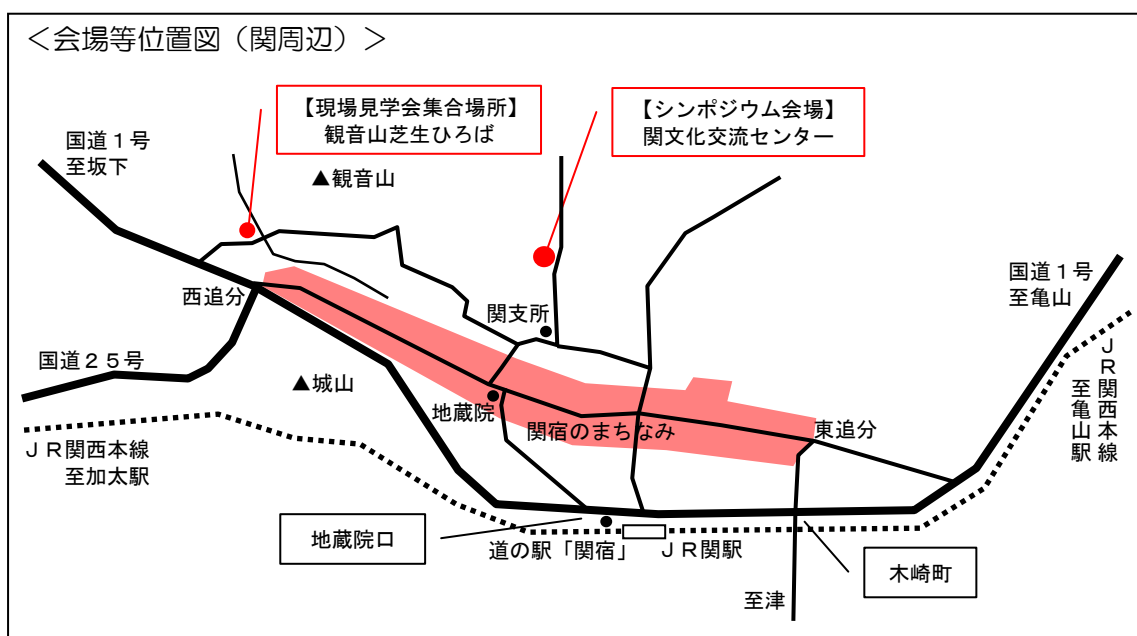 ＜会場等位置図（関周辺）＞
【現場見学会集合場所】
観音山芝生ひろば
【シンポジウム会場】
関文化交流センター
国道１号
至坂下
▲観音山
国道１号
至亀山
西追分
関支所
国道２５号
▲城山
地蔵院
関宿のまちなみ
東追分
ＪＲ関西本線
至亀山駅
ＪＲ関西本線
至加太駅
地蔵院口
道の駅「関宿」
ＪＲ関駅
木崎町
至津